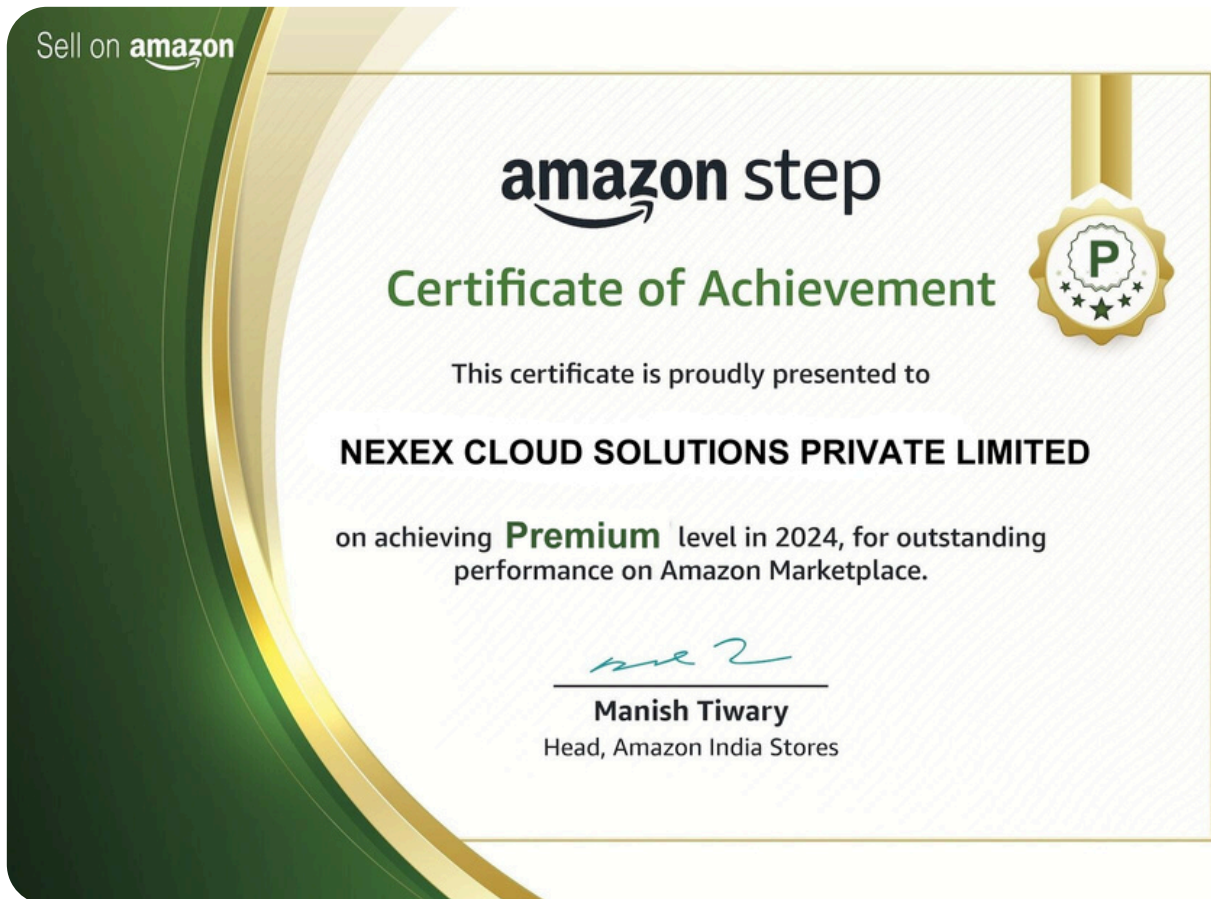 Sell on amazon
amazon step
P
Certificate of Achievement
This certificate is proudly presented to
NEXEX CLOUD SOLUTIONS PRIVATE LIMITED
on achieving Premium level in 2024, for outstanding
performance on Amazon Marketplace.
Manish Tiwary
Head, Amazon India Stores